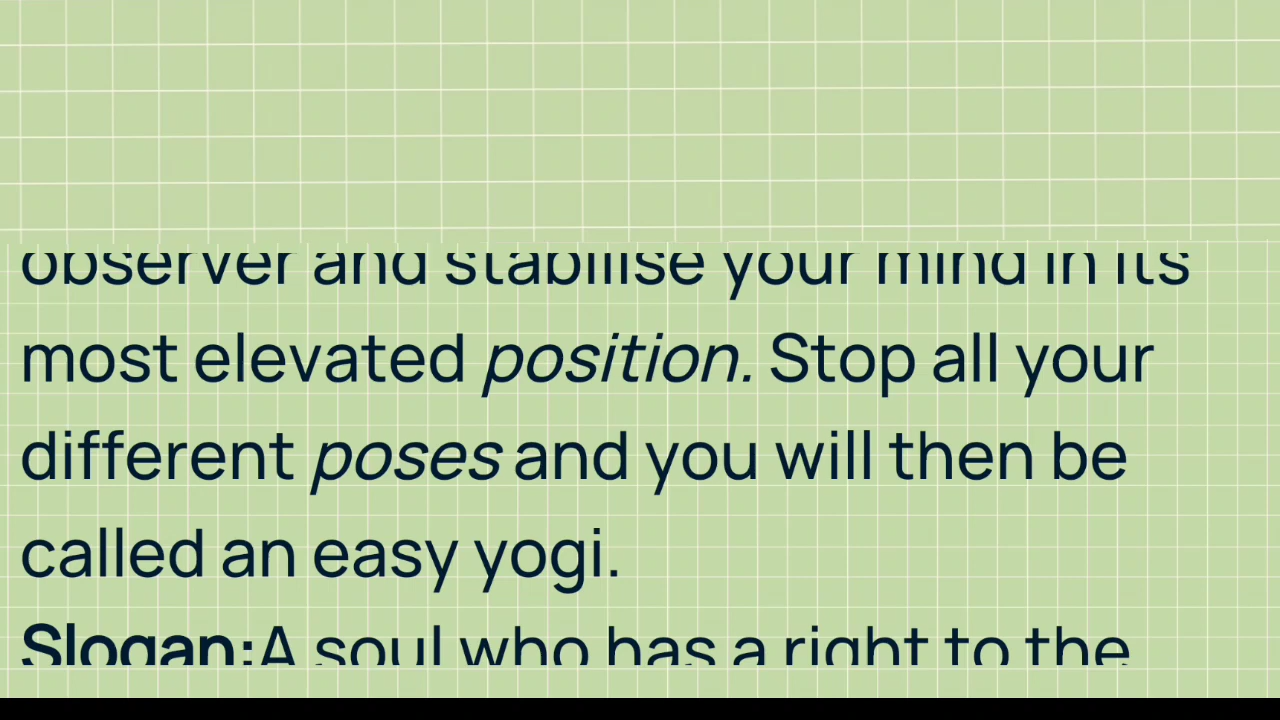 observer and stabilise your mind in its
most elevated position. Stop all your
different poses and you will then be
called an easy yogi.
Slogan:A soul who has a right to the